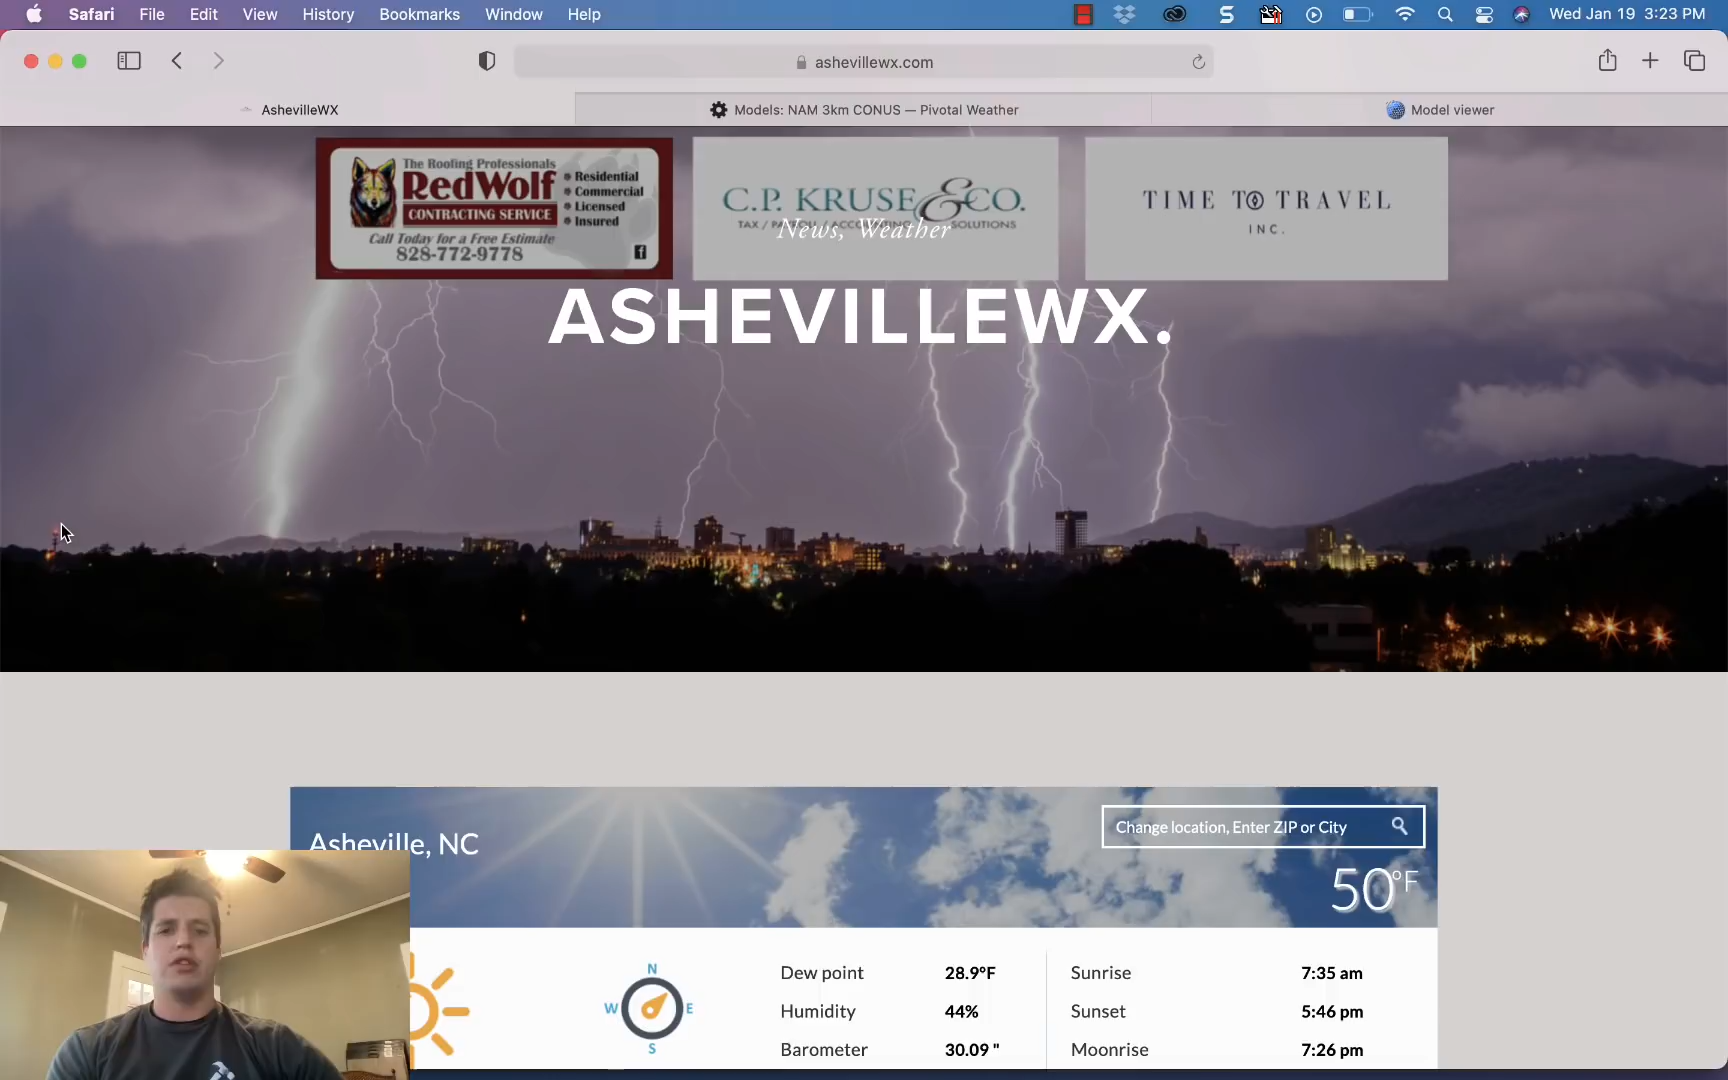 Safari File Edit View History Bookmarks Window Help Wed Jan 19 3:23 PM
ashevillewx.com
AshevilleWX Models: NAM 3km CONUS — Pivotal Weather Model viewer
The Roofing Professionals
RedWolf
CONTRACTING SERVICE
Residential
Commercial
Licensed
Insured
Call Today for a Free Estimate
828-772-9778
C.P. KRUSE & CO.
TAX / PAYROLL / ACCOUNTING SOLUTIONS
News, Weather
TIME TO TRAVEL
INC.
ASHEVILLEWX.
Asheville, NC
Change location, Enter ZIP or City
50°F
N
W E
S
Dew point 28.9°F Sunrise 7:35 am
Humidity 44% Sunset 5:46 pm
Barometer 30.09 " Moonrise 7:26 pm